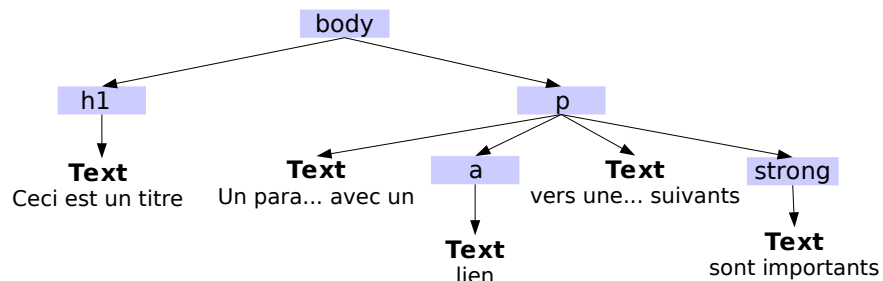 body
h1
p
Text
Ceci est un titre
Text
Un para... avec un
a
Text
vers une... suivants
strong
Text
lien
Text
sont importants